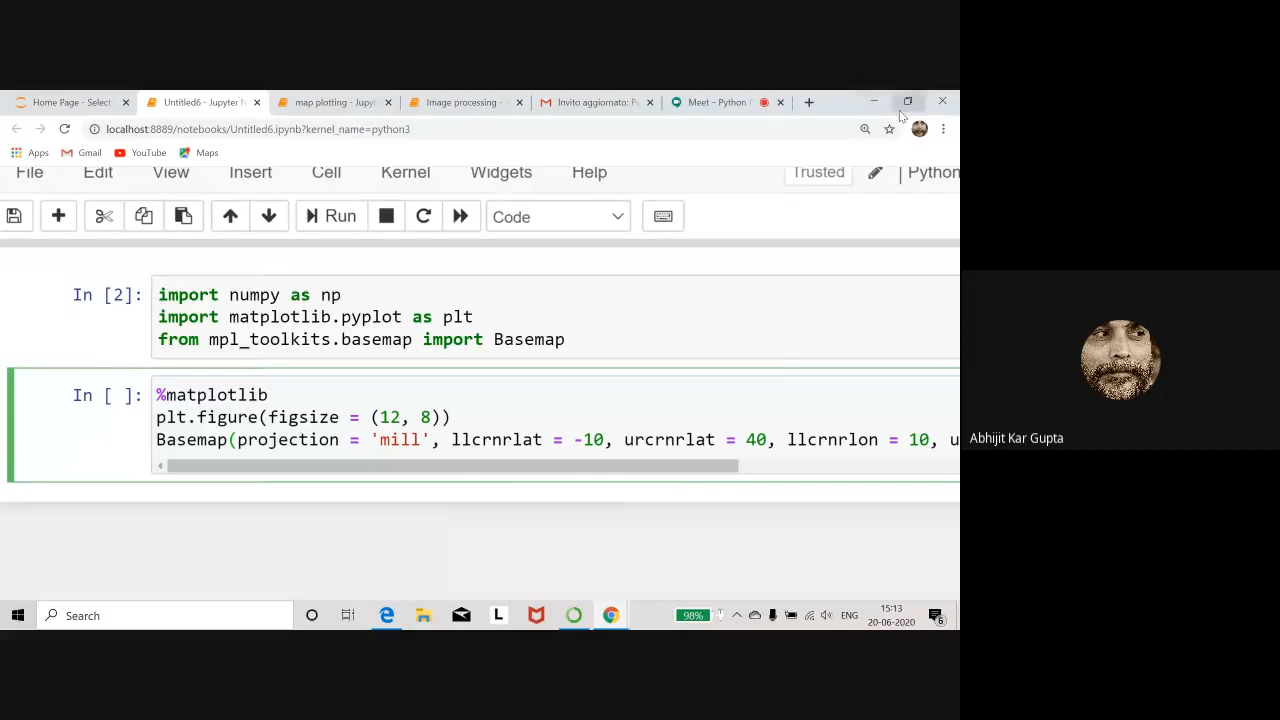 Home Page - Select
Untitled6 - Jupyter N
map plotting - Jupyt
Image processing -
Invito aggiornato: Py
Meet – Python P
localhost:8889/notebooks/Untitled6.ipynb?kernel_name=python3
Apps Gmail YouTube Maps
File Edit View Insert Cell Kernel Widgets Help Trusted Python
Run Code
In [2]: import numpy as np
import matplotlib.pyplot as plt
from mpl_toolkits.basemap import Basemap
In [ ]: %matplotlib
plt.figure(figsize = (12, 8))
Basemap(projection = 'mill', llcrnrlat = -10, urcrnrlat = 40, llcrnrlon = 10, u
Abhijit Kar Gupta
Search
L
98%
ENG
15:13
20-06-2020
6